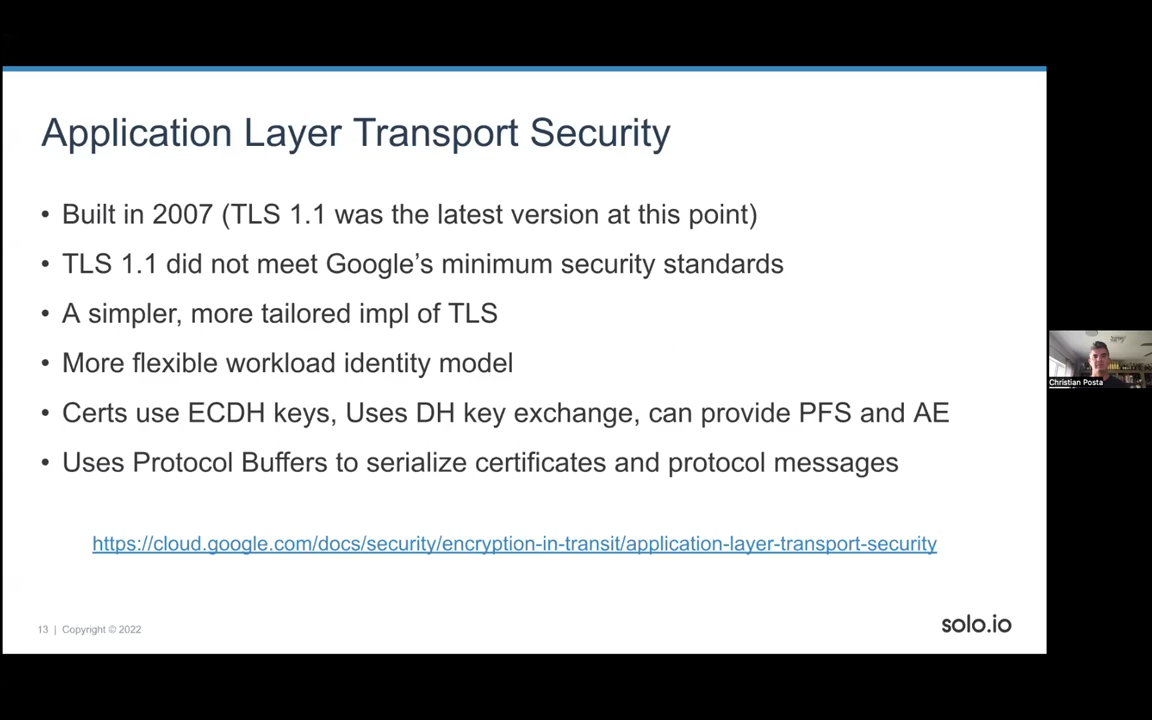 Application Layer Transport Security
• Built in 2007 (TLS 1.1 was the latest version at this point)
• TLS 1.1 did not meet Google's minimum security standards
• A simpler, more tailored impl of TLS
• More flexible workload identity model
• Certs use ECDH keys, Uses DH key exchange, can provide PFS and AE
• Uses Protocol Buffers to serialize certificates and protocol messages
https://cloud.google.com/docs/security/encryption-in-transit/application-layer-transport-security
13 | Copyright © 2022
solo.io
Christian Posta